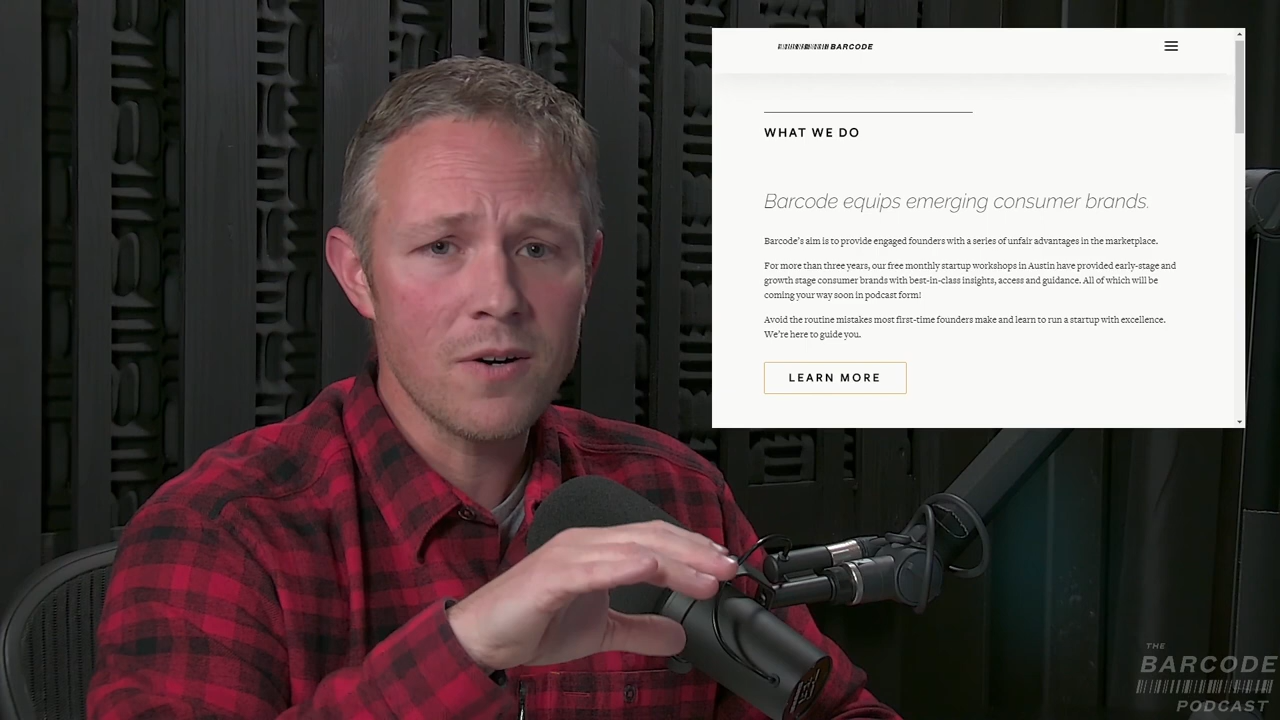 BARCODE
WHAT WE DO
Barcode equips emerging consumer brands.
Barcode's aim is to provide engaged founders with a series of unfair advantages in the marketplace.
For more than three years, our free monthly startup workshops in Austin have provided early-stage and
growth stage consumer brands with best-in-class insights, access and guidance. All of which will be
coming your way soon in podcast form!
Avoid the routine mistakes most first-time founders make and learn to run a startup with excellence.
We're here to guide you.
LEARN MORE
THE
BARCODE
PODCAST